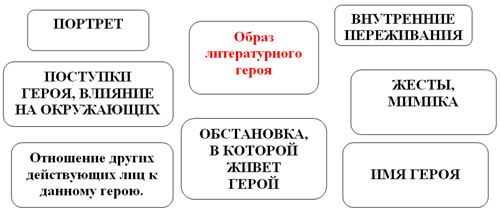 ПОРТРЕТ
Образ
литературного
героя
ВНУТРЕННИЕ
ПЕРЕЖИВАНИЯ
ПОСТУПКИ
ГЕРОЯ, ВЛИЯНИЕ
НА ОКРУЖАЮЩИХ
ЖЕСТЫ,
МИМИКА
Отношение других
действующих лиц к
данному герою.
ОБСТАНОВКА,
В КОТОРОЙ
ЖИВЕТ
ГЕРОЙ
ИМЯ ГЕРОЯ